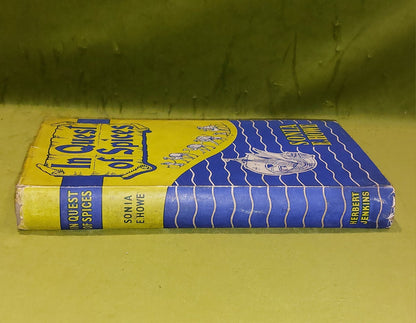 In Quest
of Spices
SONIA
E. HOWE
IN QUEST
OF SPICES
SONIA
E. HOWE
HERBERT
JENKINS